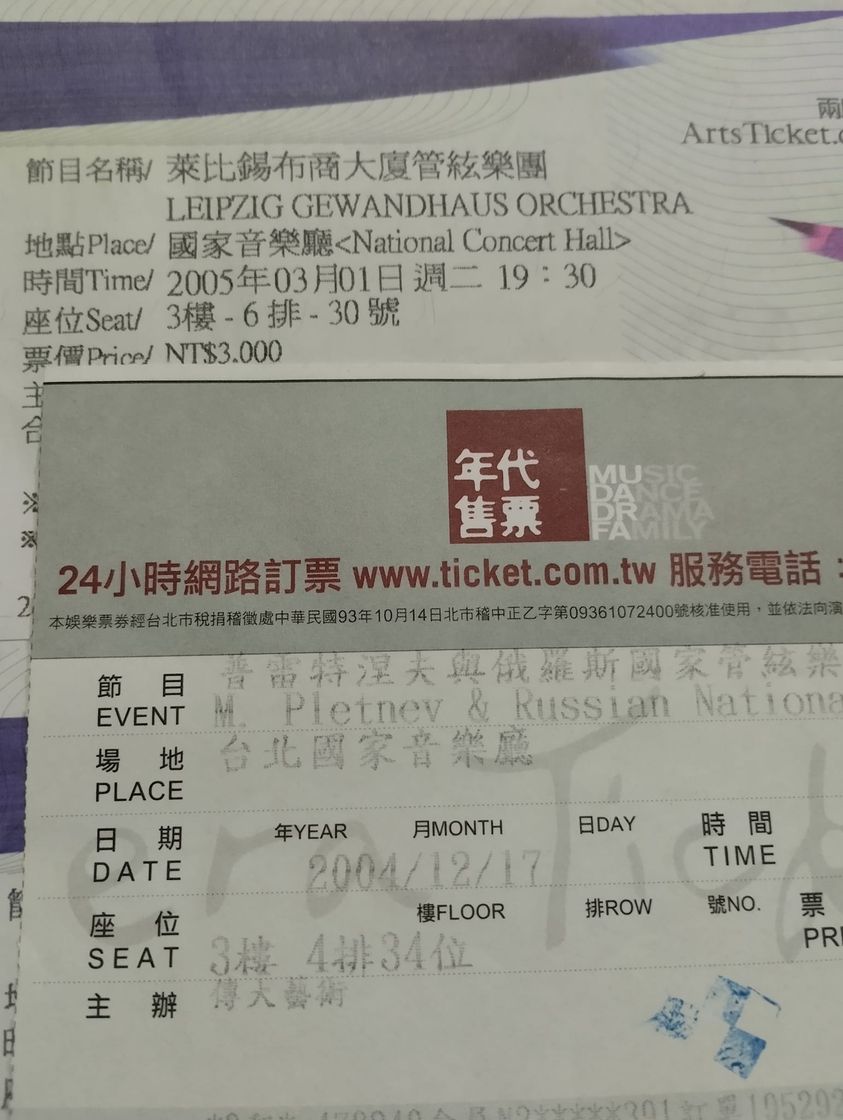 兩
ArtsTicket.c
節目名稱/ 萊比錫布商大廈管絃樂團
LEIPZIG GEWANDHAUS ORCHESTRA
地點Place/ 國家音樂廳<National Concert Hall>
時間Time/ 2005年03月01日 週二 19：30
座位Seat/ 3樓 - 6 排 - 30 號
票價Price/ NT$3,000
主
合
※
※
2
年代
售票
MUSIC
DANCE
DRAMA
FAMILY
24小時網路訂票 www.ticket.com.tw 服務電話：
本娛樂票券經台北市稅捐稽徵處中華民國93年10月14日北市稽中正乙字第09361072400號核准使用，並依法向演
節目 普雷特涅夫與俄羅斯國家管絃樂
EVENT M. Pletnev & Russian Nationa
場地 台北國家音樂廳
PLACE
日期 年YEAR 月MONTH 日DAY 時間
DATE 2004/12/17 TIME
座位 樓FLOOR 排ROW 號NO. 票
SEAT 3樓 4排34位 PRI
主辦 傳大藝術